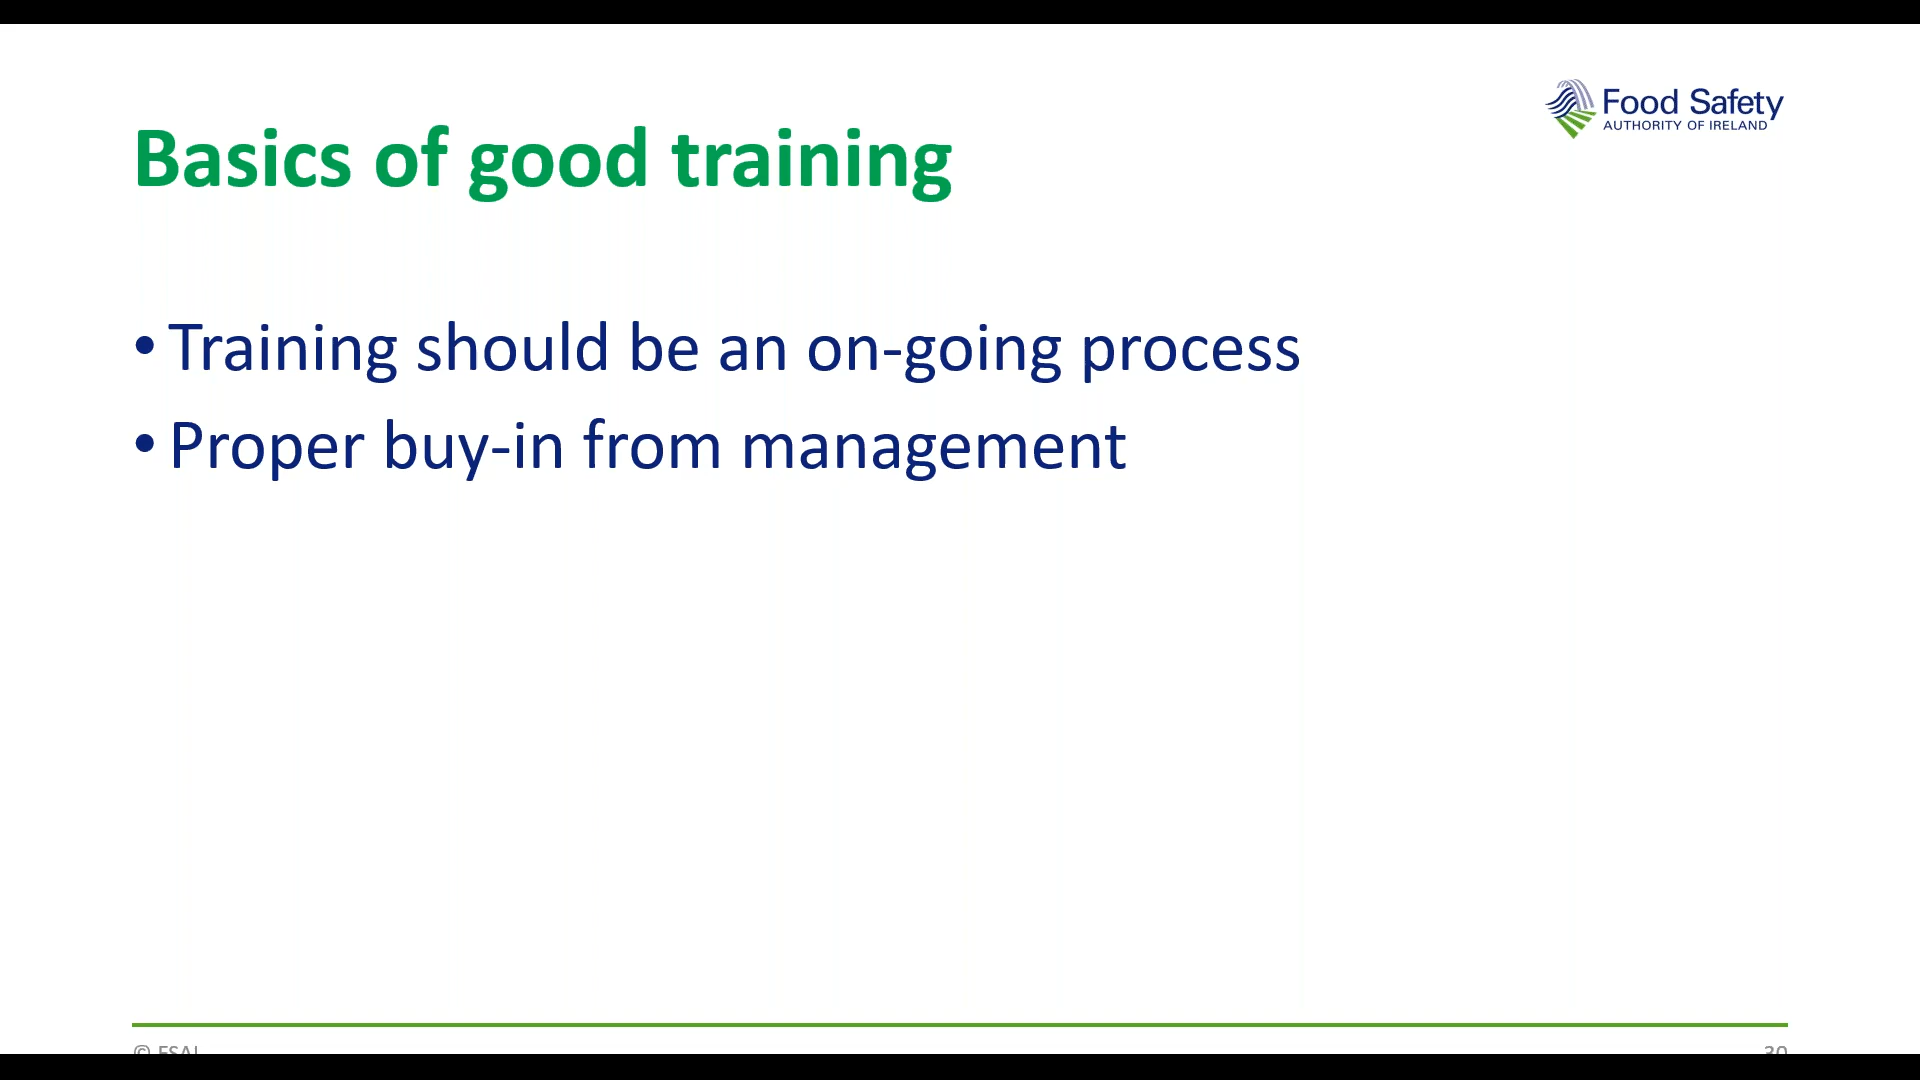 Food Safety
AUTHORITY OF IRELAND
Basics of good training
• Training should be an on-going process
• Proper buy-in from management
© FSAI
30